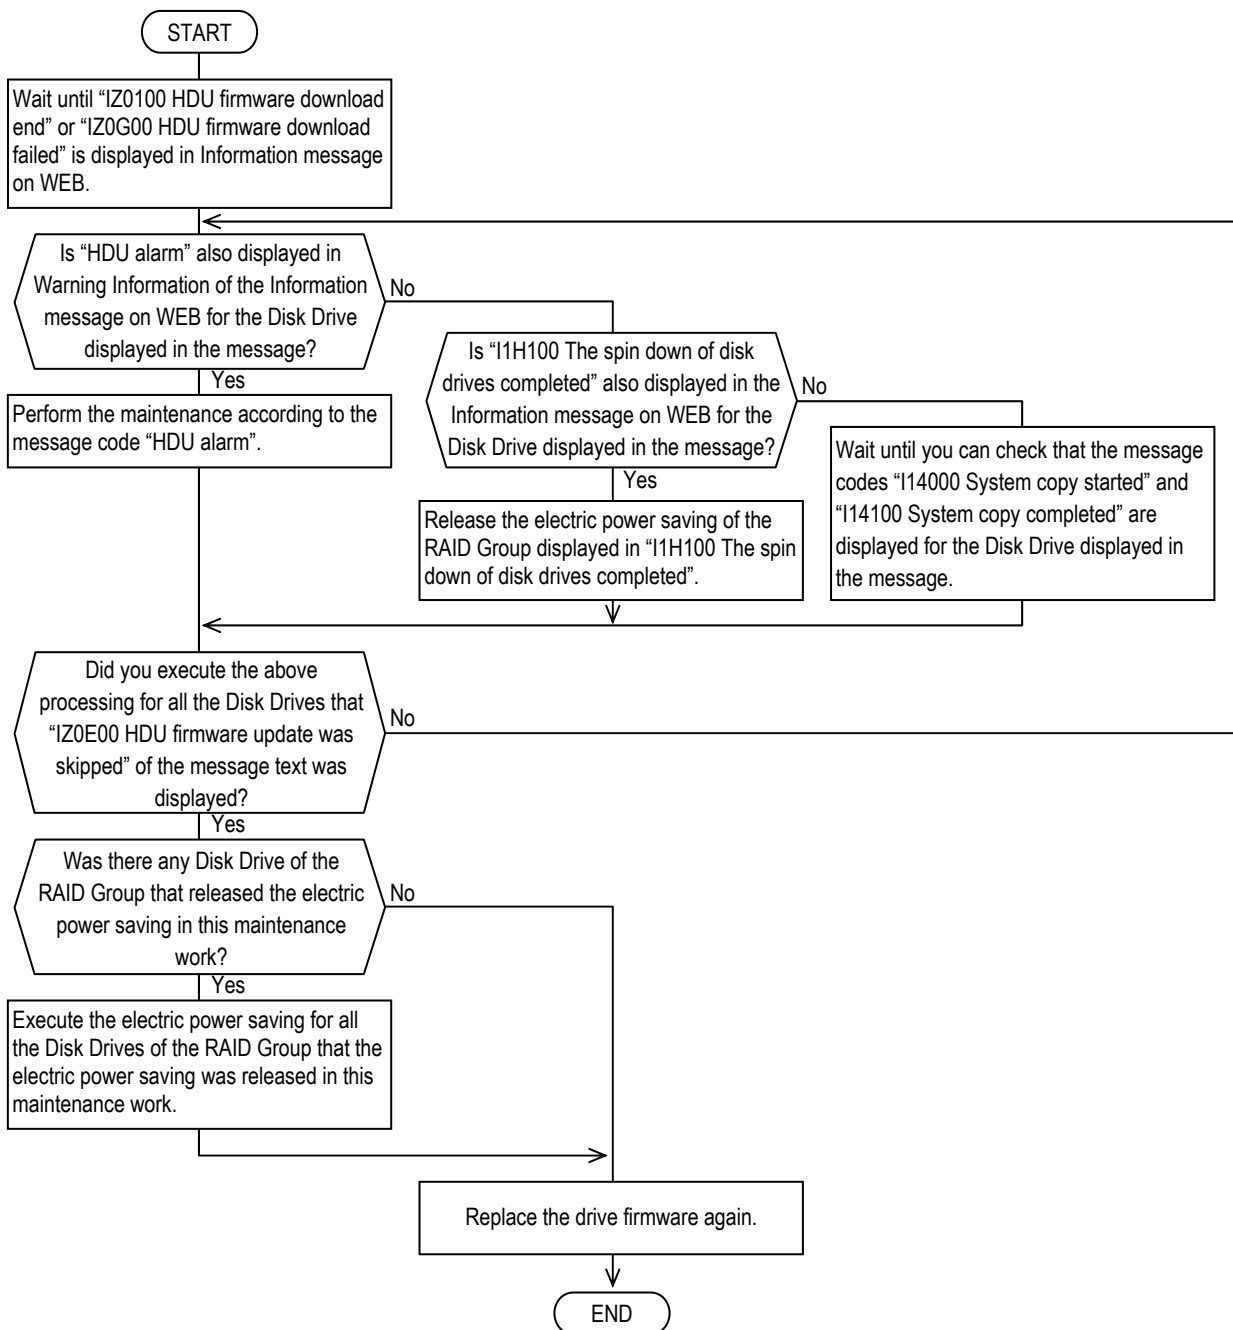 START
Wait until “IZ0100 HDU firmware download
end” or “IZ0G00 HDU firmware download
failed” is displayed in Information message
on WEB.
Is “HDU alarm” also displayed in
Warning Information of the Information
message on WEB for the Disk Drive
displayed in the message?
No
Yes
Perform the maintenance according to the
message code “HDU alarm”.
Is “I1H100 The spin down of disk
drives completed” also displayed in the
Information message on WEB for the
Disk Drive displayed in the message?
No
Yes
Release the electric power saving of the
RAID Group displayed in “I1H100 The spin
down of disk drives completed”.
Wait until you can check that the message
codes “I14000 System copy started” and
“I14100 System copy completed” are
displayed for the Disk Drive displayed in
the message.
Did you execute the above
processing for all the Disk Drives that
“IZ0E00 HDU firmware update was
skipped” of the message text was
displayed?
No
Yes
Was there any Disk Drive of the
RAID Group that released the electric
power saving in this maintenance
work?
No
Yes
Execute the electric power saving for all
the Disk Drives of the RAID Group that the
electric power saving was released in this
maintenance work.
Replace the drive firmware again.
END